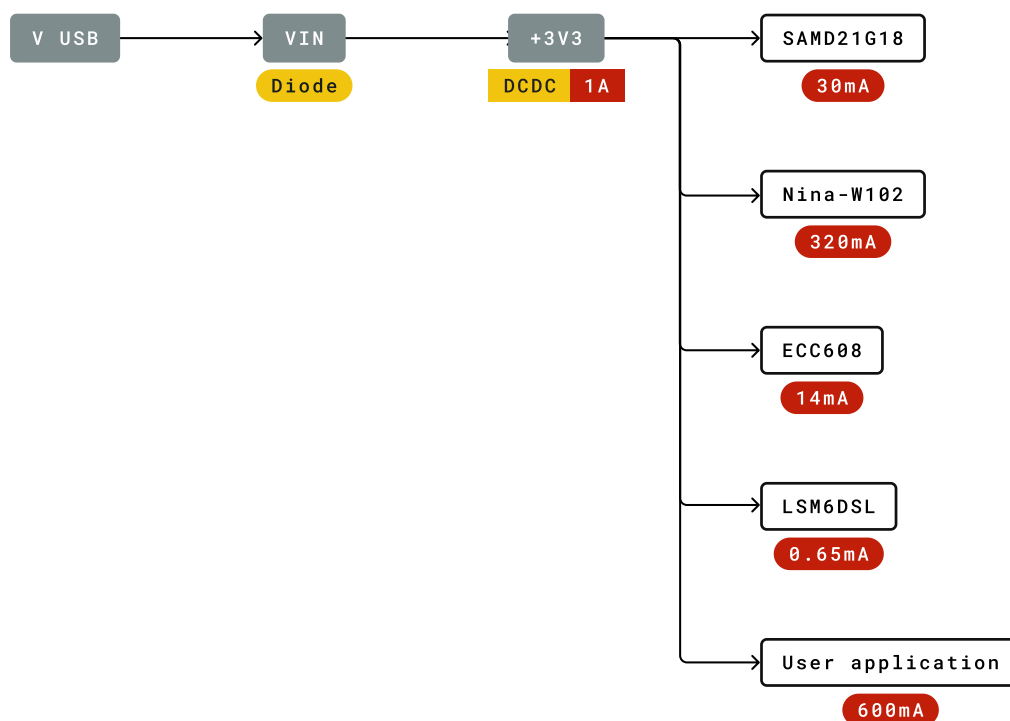 V USB
VIN
+3V3
SAMD21G18
Diode
DCDC 1A
30mA
Nina-W102
320mA
ECC608
14mA
LSM6DSL
0.65mA
User application
600mA